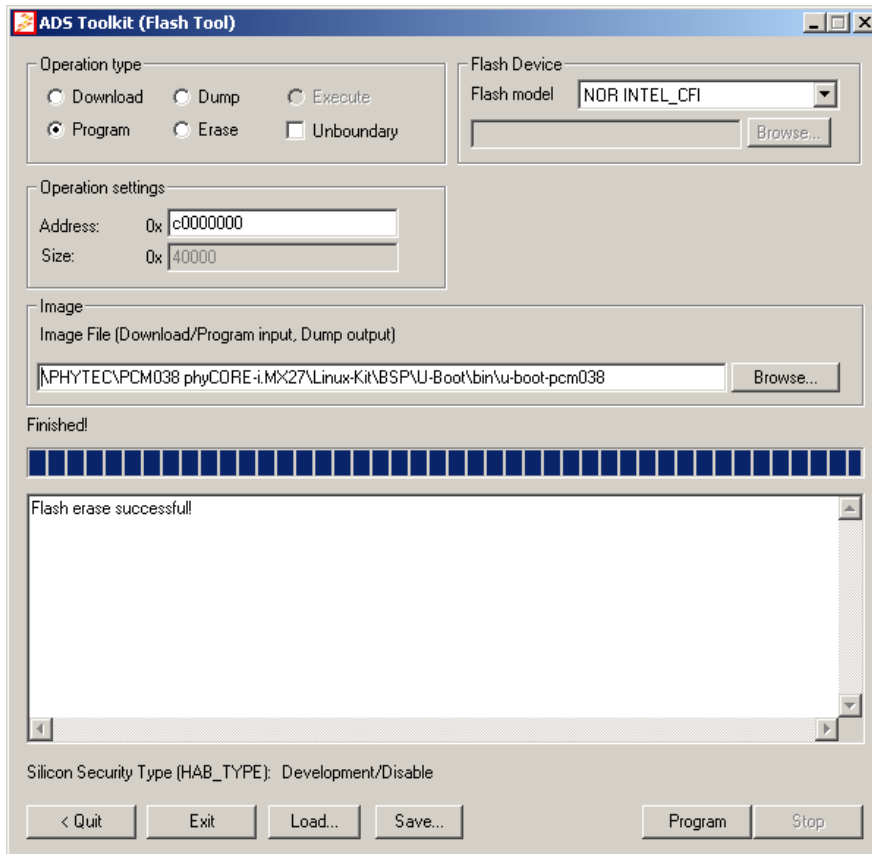 ADS Toolkit (Flash Tool)
Operation type
Download Dump Execute
Program Erase Unboundary
Flash Device
Flash model NOR INTEL_CFI
Browse...
Operation settings
Address: 0x c0000000
Size: 0x 40000
Image
Image File (Download/Program input, Dump output)
\PHYTEC\PCM038 phyCORE-i.MX27\Linux-Kit\BSP\U-Boot\bin\u-boot-pcm038 Browse...
Finished!
Flash erase successful!
Silicon Security Type (HAB_TYPE): Development/Disable
< Quit Exit Load... Save... Program Stop